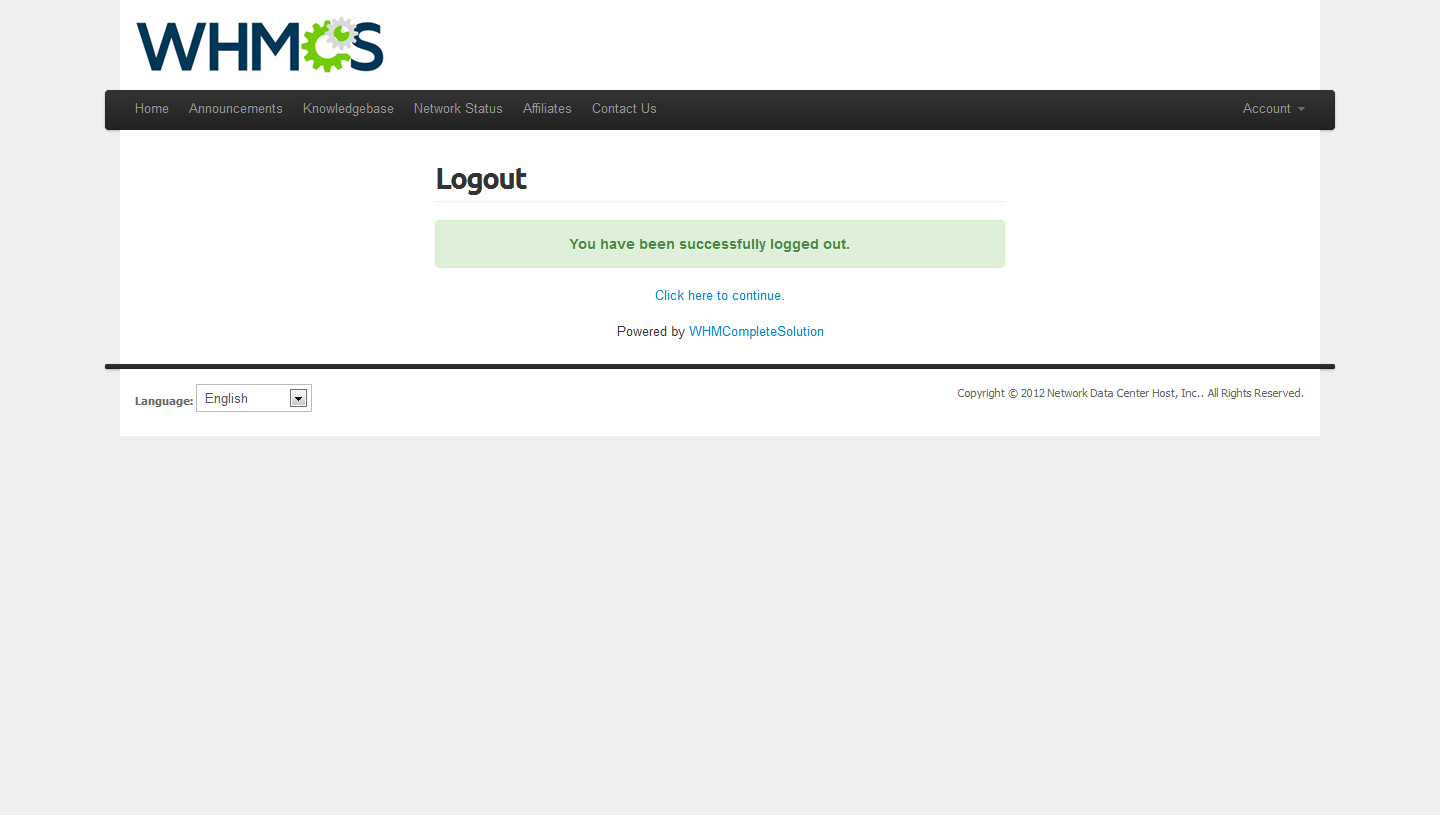 WHMCS
Home Announcements Knowledgebase Network Status Affiliates Contact Us Account
Logout
You have been successfully logged out.
Click here to continue.
Powered by WHMCompleteSolution
Language: English
Copyright © 2012 Network Data Center Host, Inc.. All Rights Reserved.